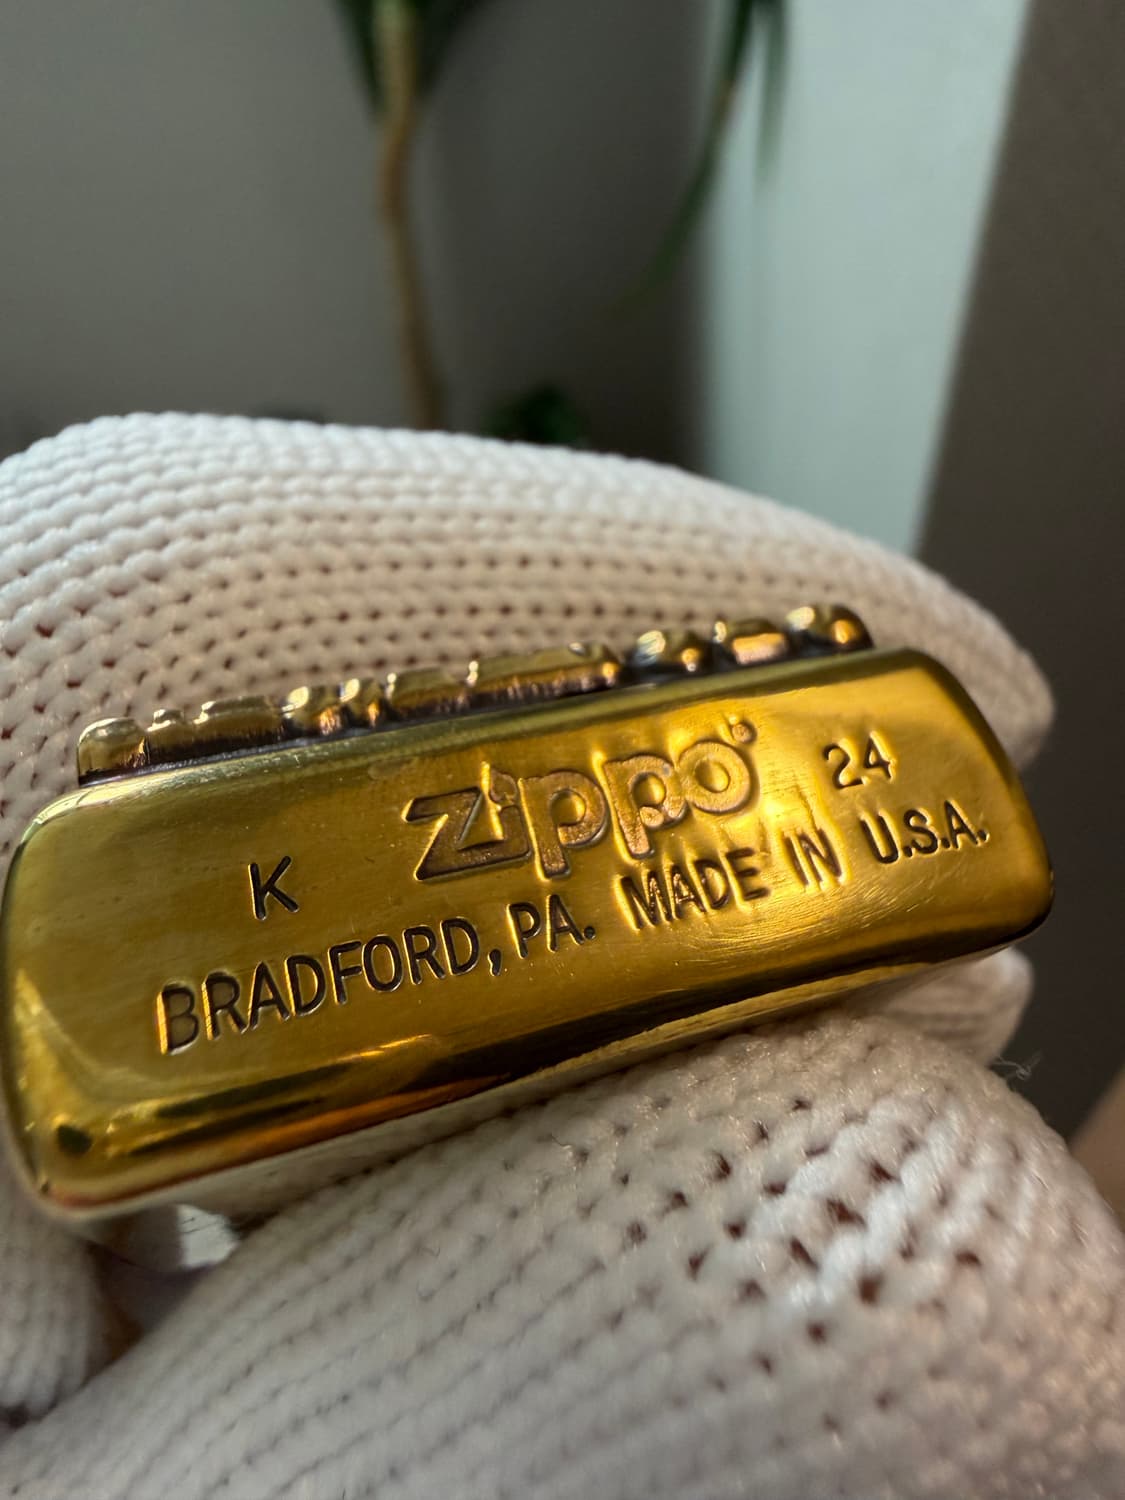 K zippo® 24
BRADFORD, PA. MADE IN U.S.A.